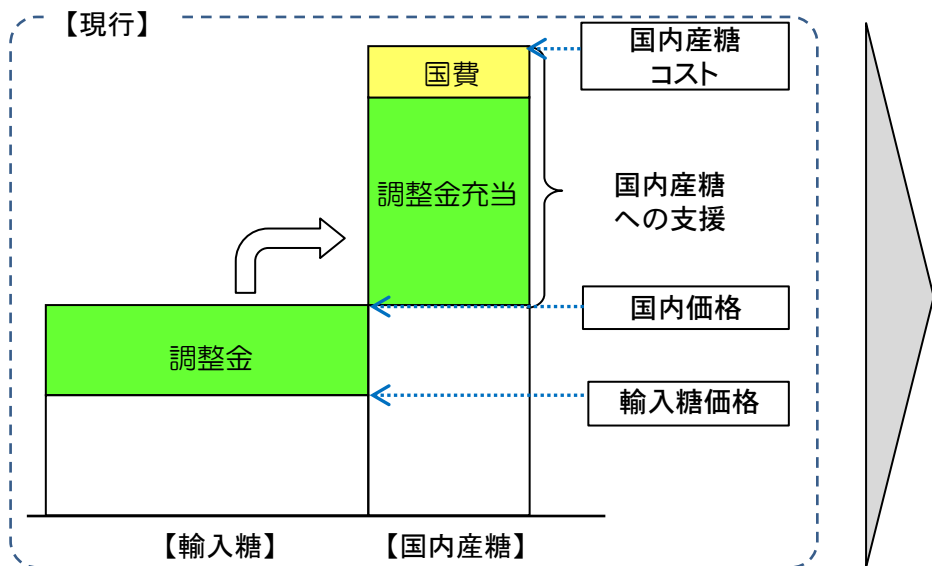 【現行】
国内産糖
コスト
国費
調整金充当
国内産糖
への支援
国内価格
調整金
輸入糖価格
【輸入糖】
【国内産糖】